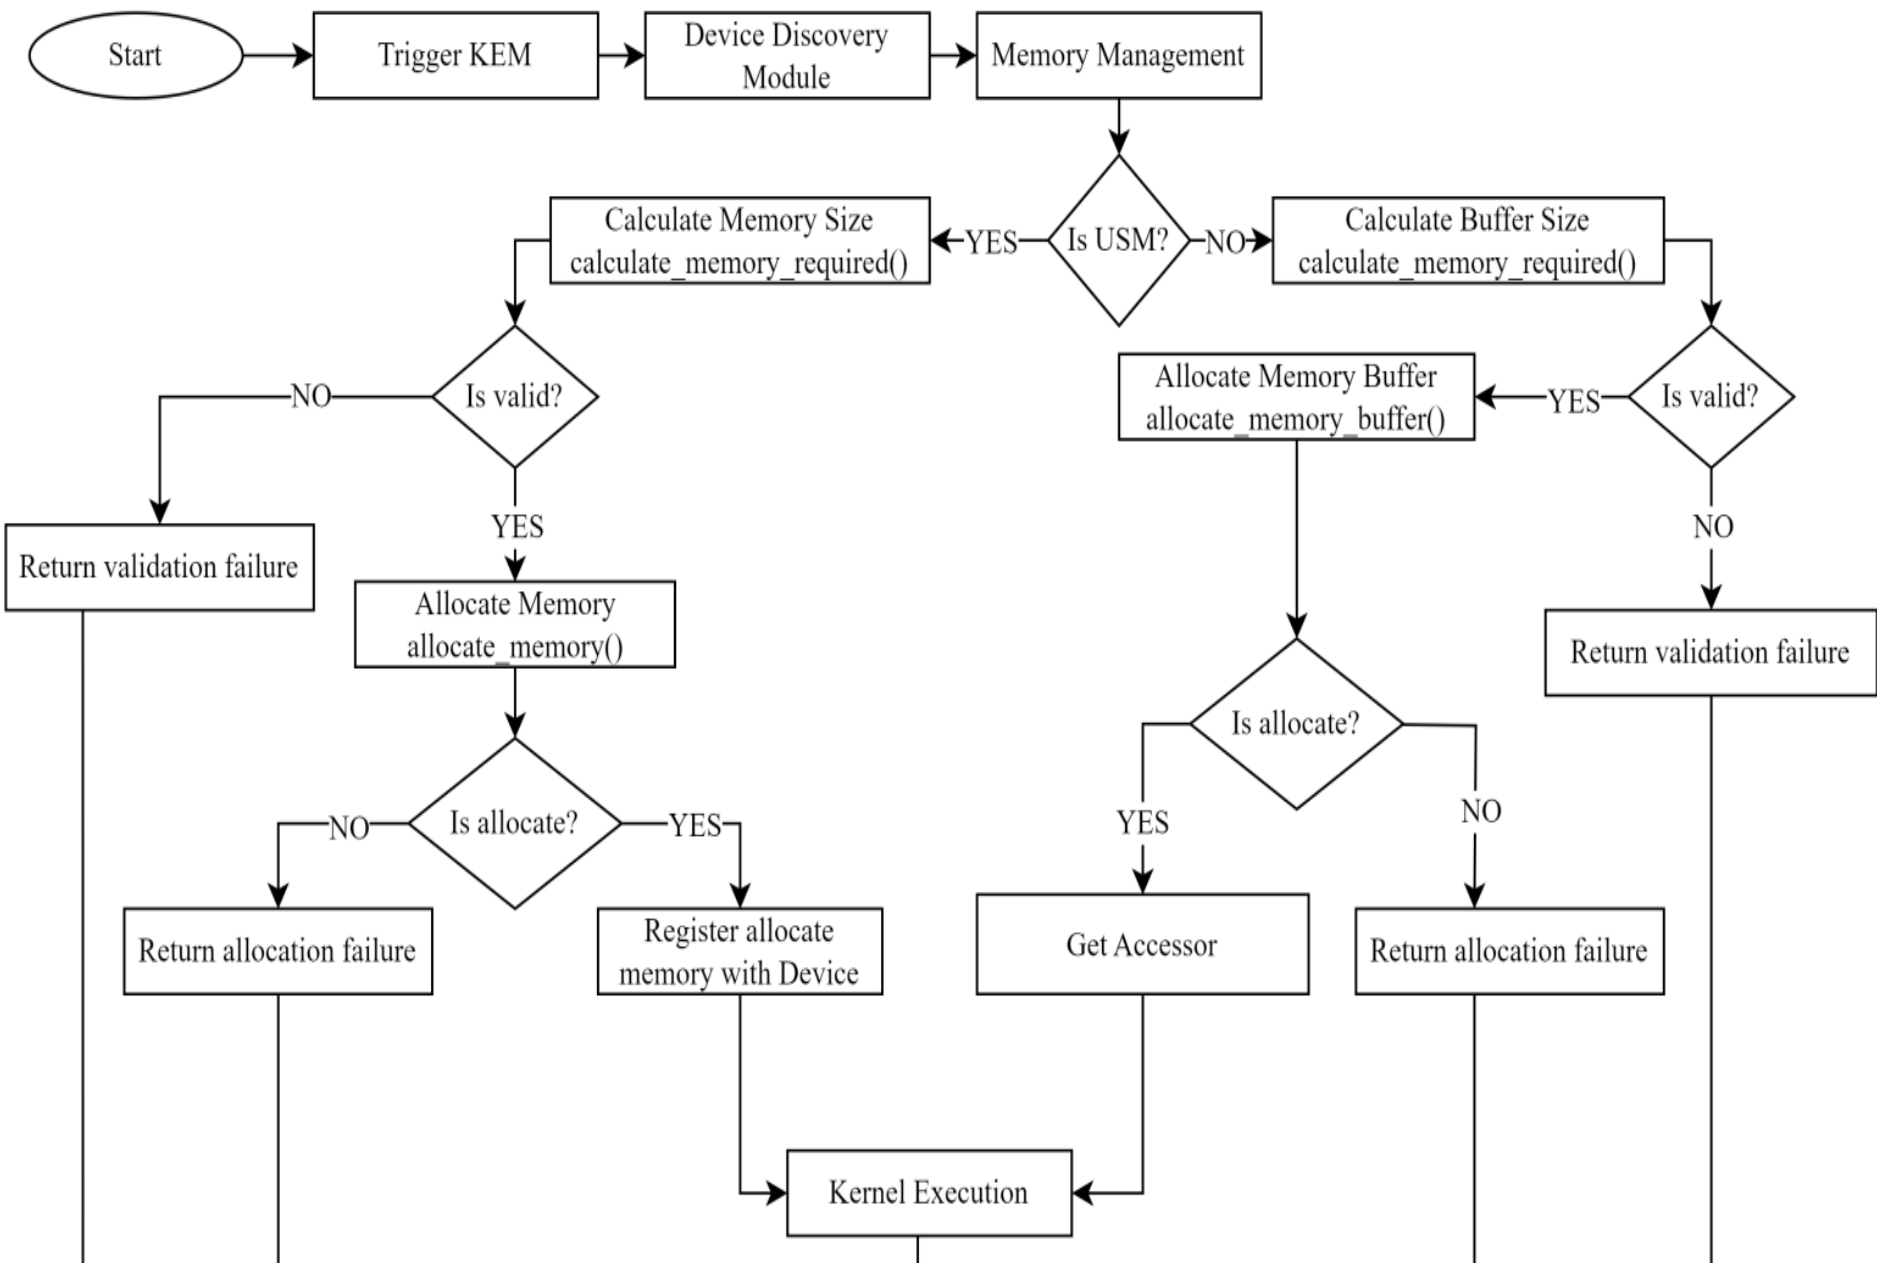 Start
Trigger KEM
Device Discovery
Module
Memory Management
Calculate Memory Size
calculate_memory_required()
YES
Is USM?
NO
Calculate Buffer Size
calculate_memory_required()
NO
Is valid?
Allocate Memory Buffer
allocate_memory_buffer()
YES
Is valid?
YES
NO
Return validation failure
Allocate Memory
allocate_memory()
Return validation failure
Is allocate?
NO
Is allocate?
YES
YES
NO
Return allocation failure
Register allocate
memory with Device
Get Accessor
Return allocation failure
Kernel Execution